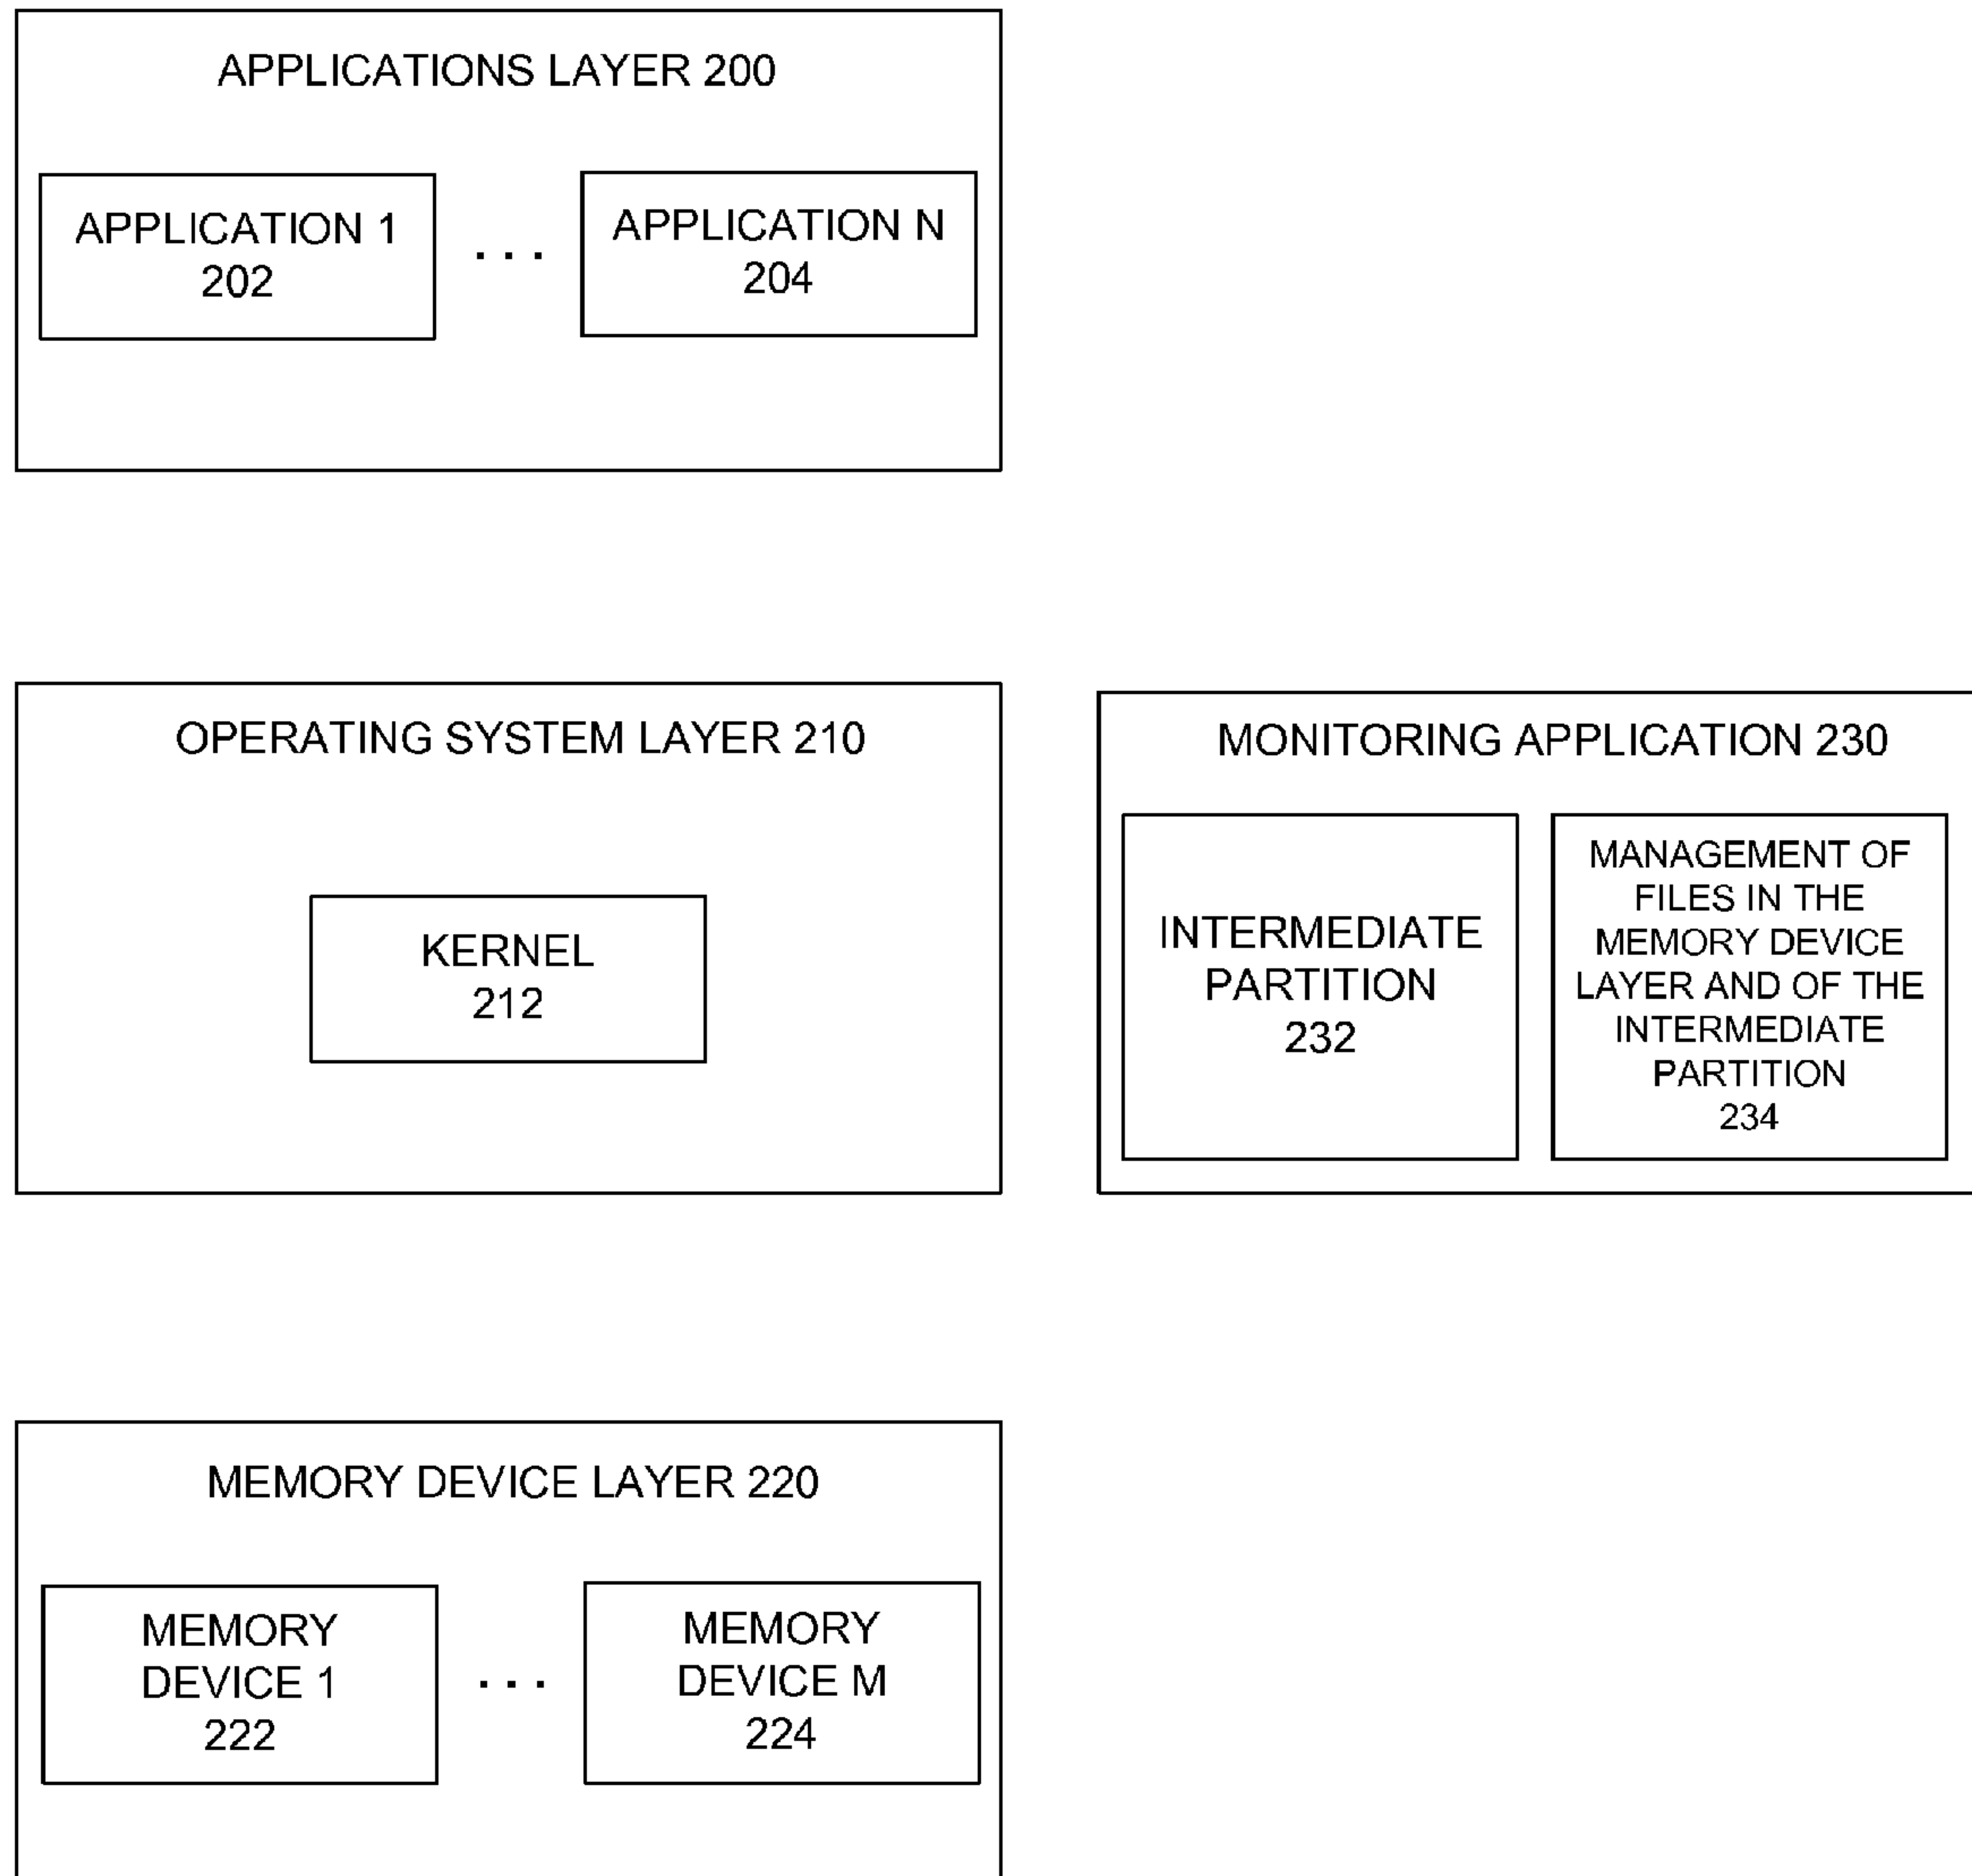 APPLICATIONS LAYER 200
APPLICATION 1
202
. . .
APPLICATION N
204
OPERATING SYSTEM LAYER 210
KERNEL
212
MONITORING APPLICATION 230
INTERMEDIATE
PARTITION
232
MANAGEMENT OF
FILES IN THE
MEMORY DEVICE
LAYER AND OF THE
INTERMEDIATE
PARTITION
234
MEMORY DEVICE LAYER 220
MEMORY
DEVICE 1
222
. . .
MEMORY
DEVICE M
224